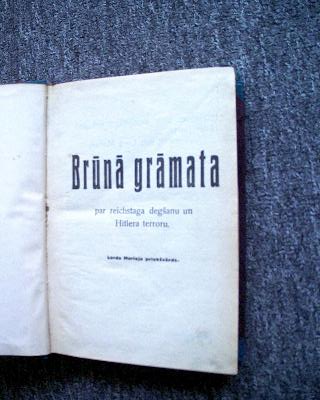 Brūnā grāmata
par reichstaga degšanu un
Hitlera terroru.
Lorda Marleja priekšvārds.